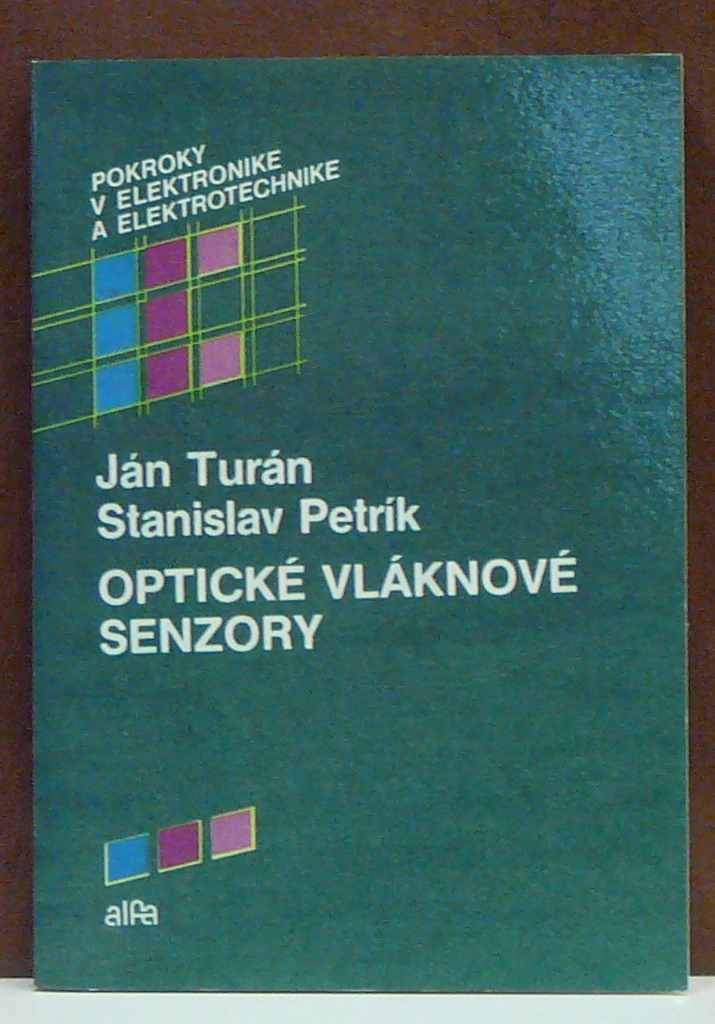 POKROKY
V ELEKTRONIKE
A ELEKTROTECHNIKE
Ján Turán
Stanislav Petrík
OPTICKÉ VLÁKNOVÉ
SENZORY
alfa